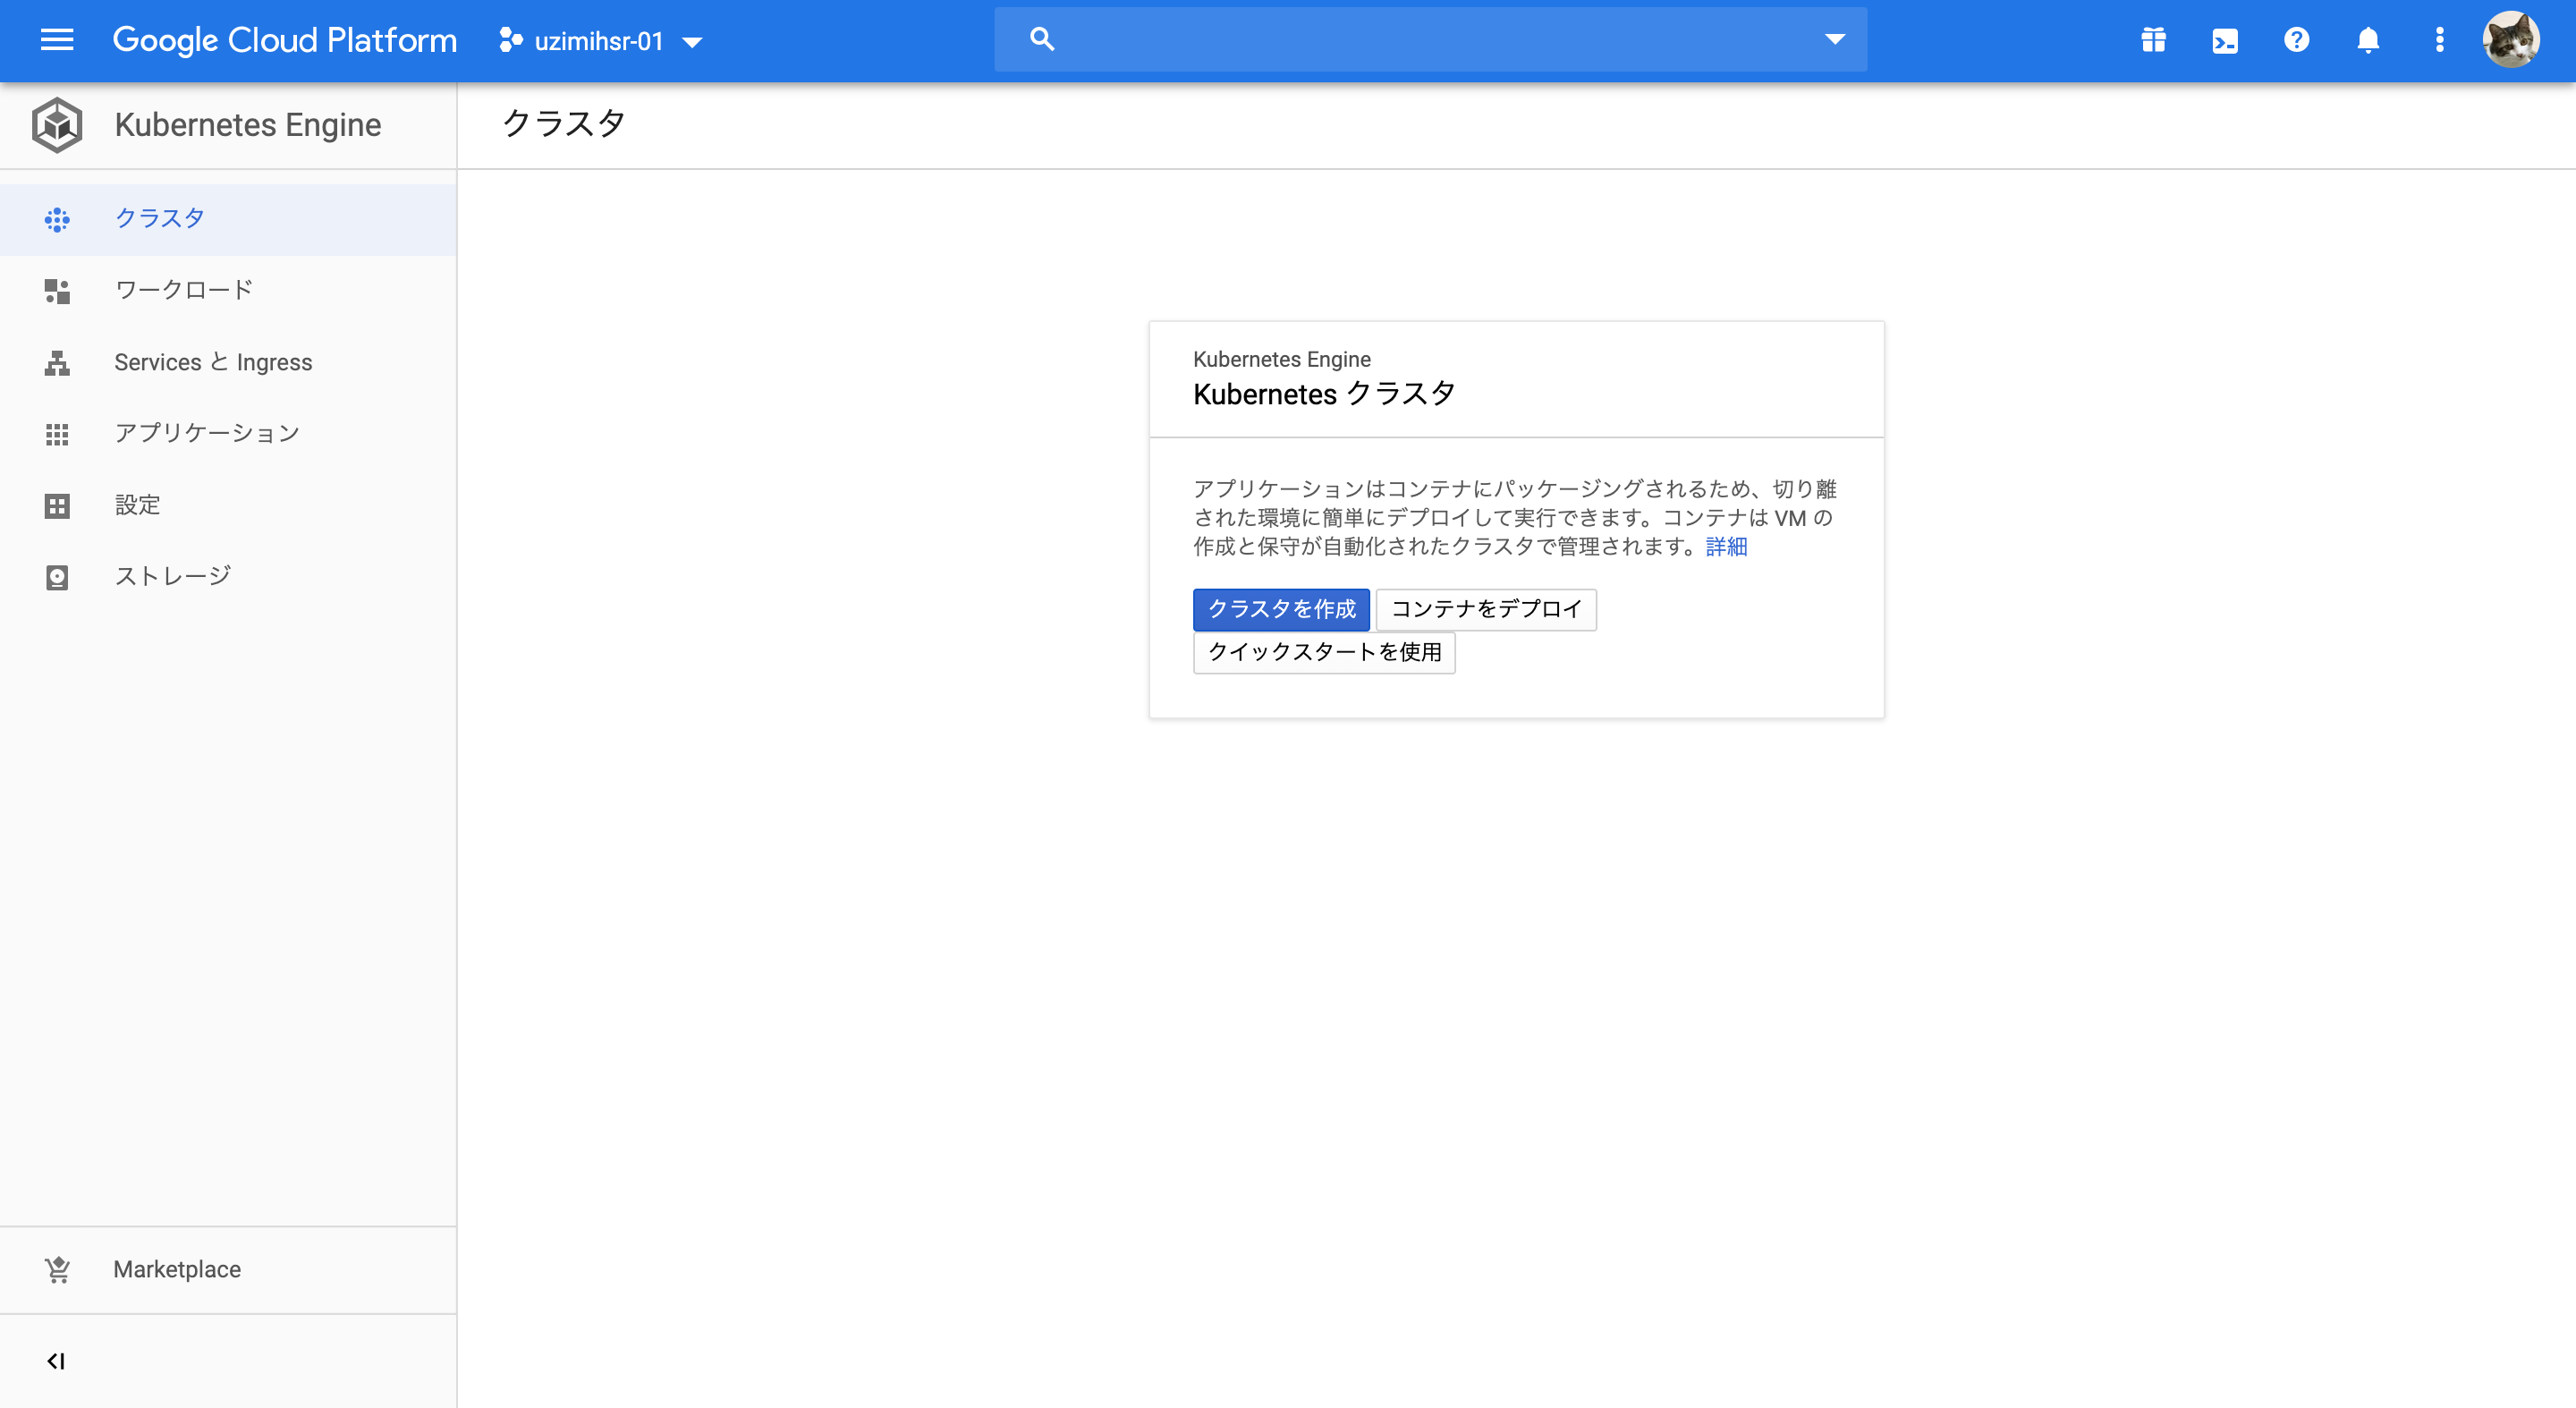 Google Cloud Platform
uzimihsr-01
Kubernetes Engine
クラスタ
クラスタ
ワークロード
Services と Ingress
アプリケーション
設定
ストレージ
Kubernetes Engine
Kubernetes クラスタ
アプリケーションはコンテナにパッケージングされるため、切り離
された環境に簡単にデプロイして実行できます。コンテナは VM の
作成と保守が自動化されたクラスタで管理されます。詳細
クラスタを作成
コンテナをデプロイ
クイックスタートを使用
Marketplace